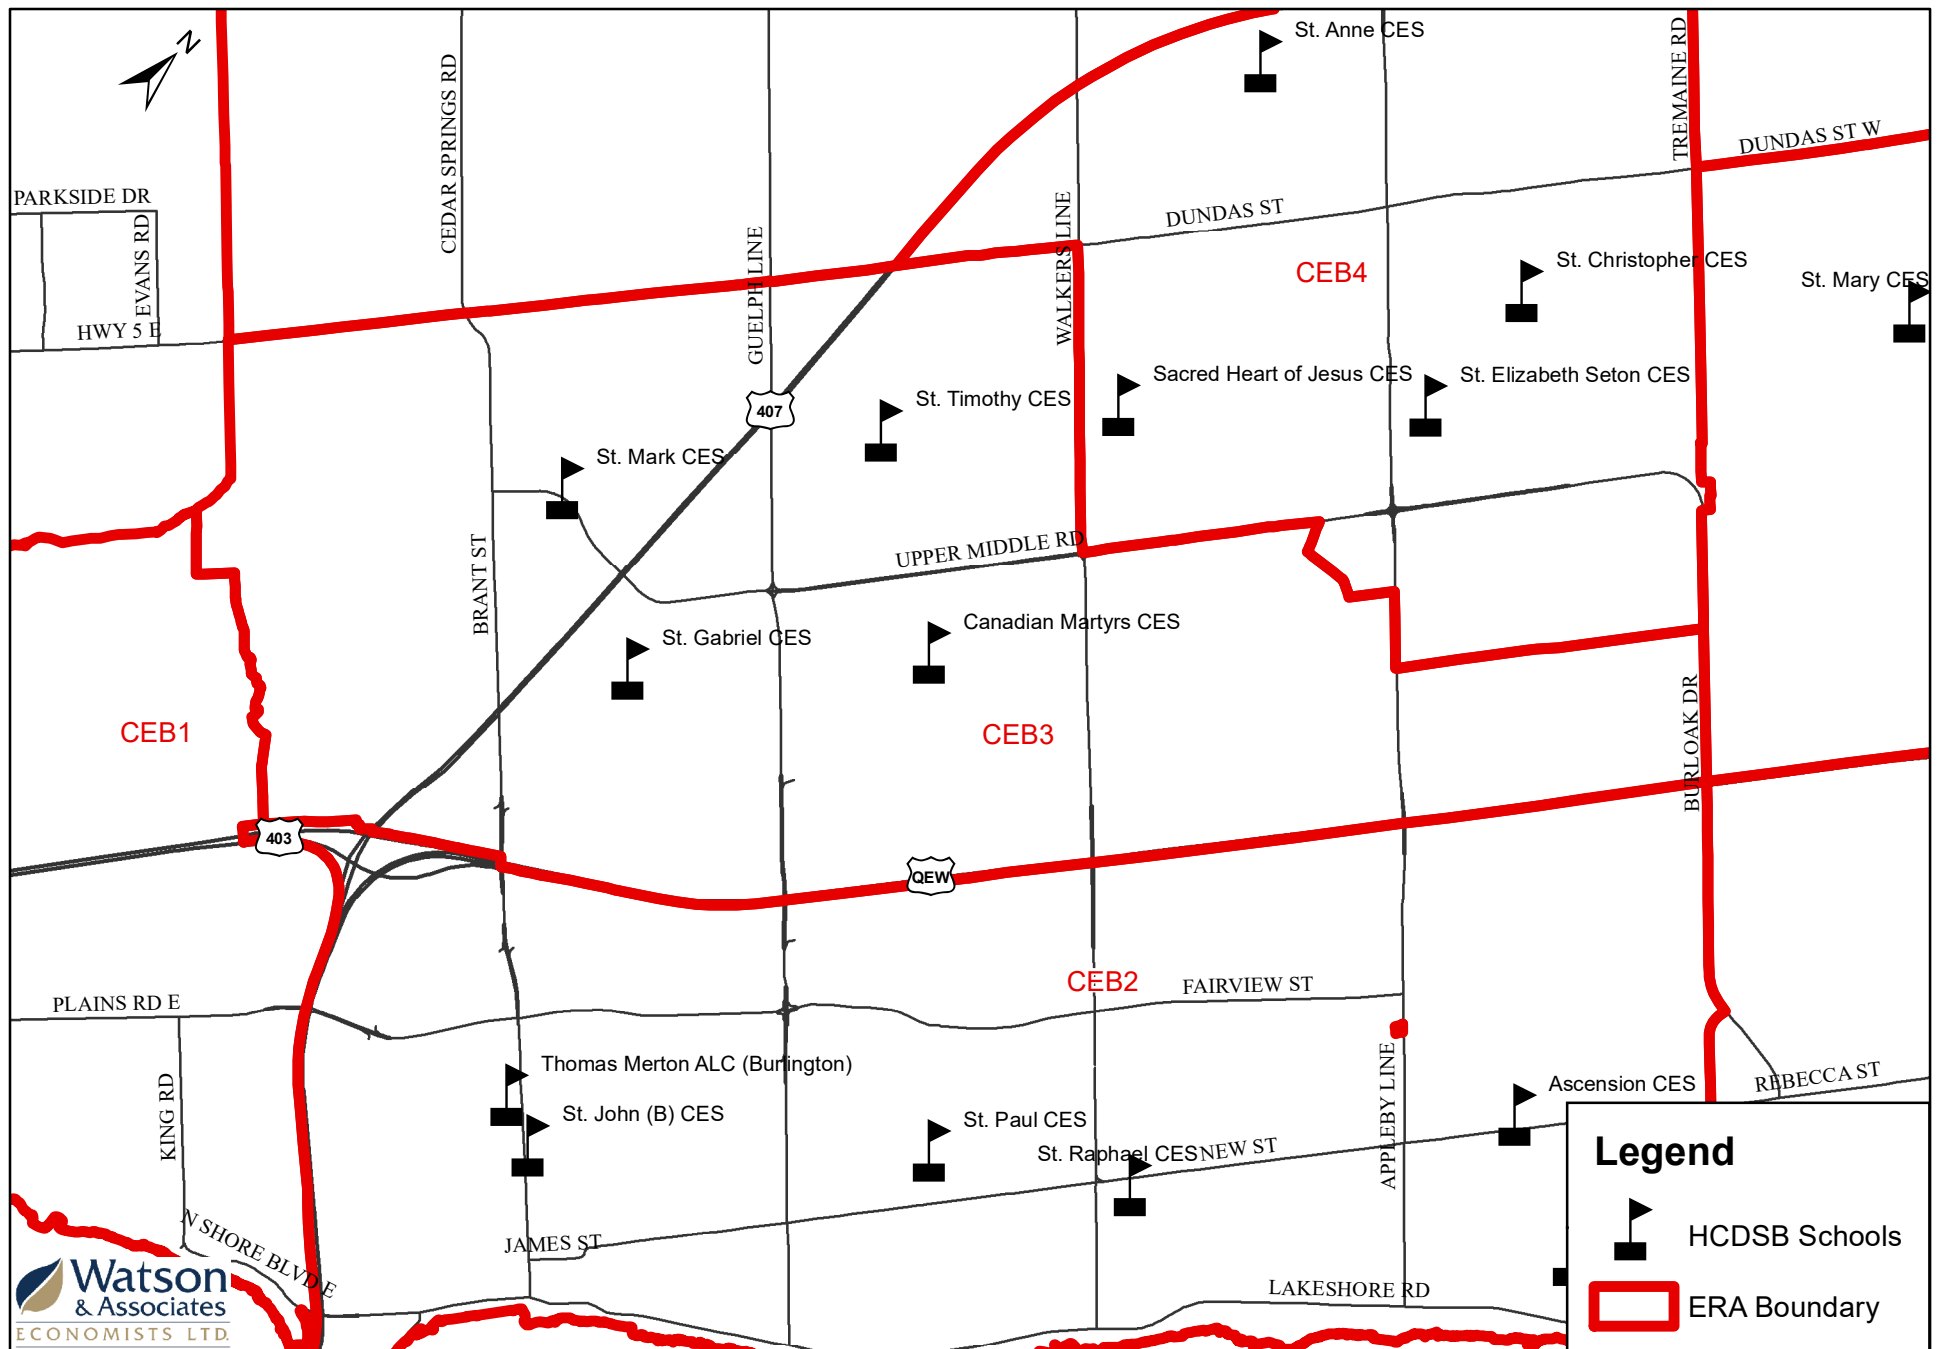 N
St. Anne CES
CEDAR SPRINGS RD
TREMAINE RD
DUNDAS ST W
PARKSIDE DR
EVANS RD
HWY 5 E
GUELPH LINE
WALKERS LINE
DUNDAS ST
CEB4
St. Christopher CES
St. Mary CES
407
St. Timothy CES
Sacred Heart of Jesus CES
St. Elizabeth Seton CES
St. Mark CES
BRANT ST
UPPER MIDDLE RD
St. Gabriel CES
Canadian Martyrs CES
CEB1
CEB3
BURLOAK DR
403
QEW
CEB2
FAIRVIEW ST
PLAINS RD E
KING RD
Thomas Merton ALC (Burlington)
St. John (B) CES
St. Paul CES
St. Raphael CES
NEW ST
APPLEBY LINE
Ascension CES
REBECCA ST
N SHORE BLVD E
JAMES ST
LAKESHORE RD
Watson
& Associates
ECONOMISTS LTD.
Legend
HCDSB Schools
ERA Boundary